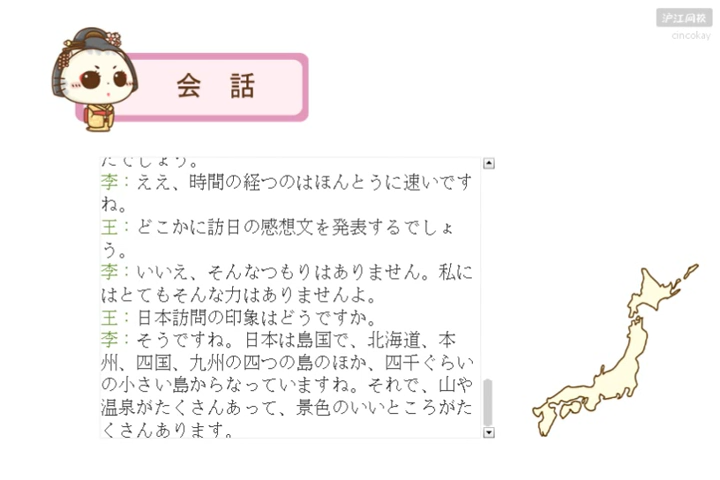 沪江网校
cincokay
会 話
たでしょう。
李：ええ、時間の経つのはほんとうに速いです
ね。
王：どこかに訪日の感想文を発表するでしょ
う。
李：いいえ、そんなつもりはありません。私に
はとてもそんな力はありませんよ。
王：日本訪問の印象はどうですか。
李：そうですね。日本は島国で、北海道、本
州、四国、九州の四つの島のほか、四千ぐらい
の小さい島からなっていますね。それで、山や
温泉がたくさんあって、景色のいいところがた
くさんあります。